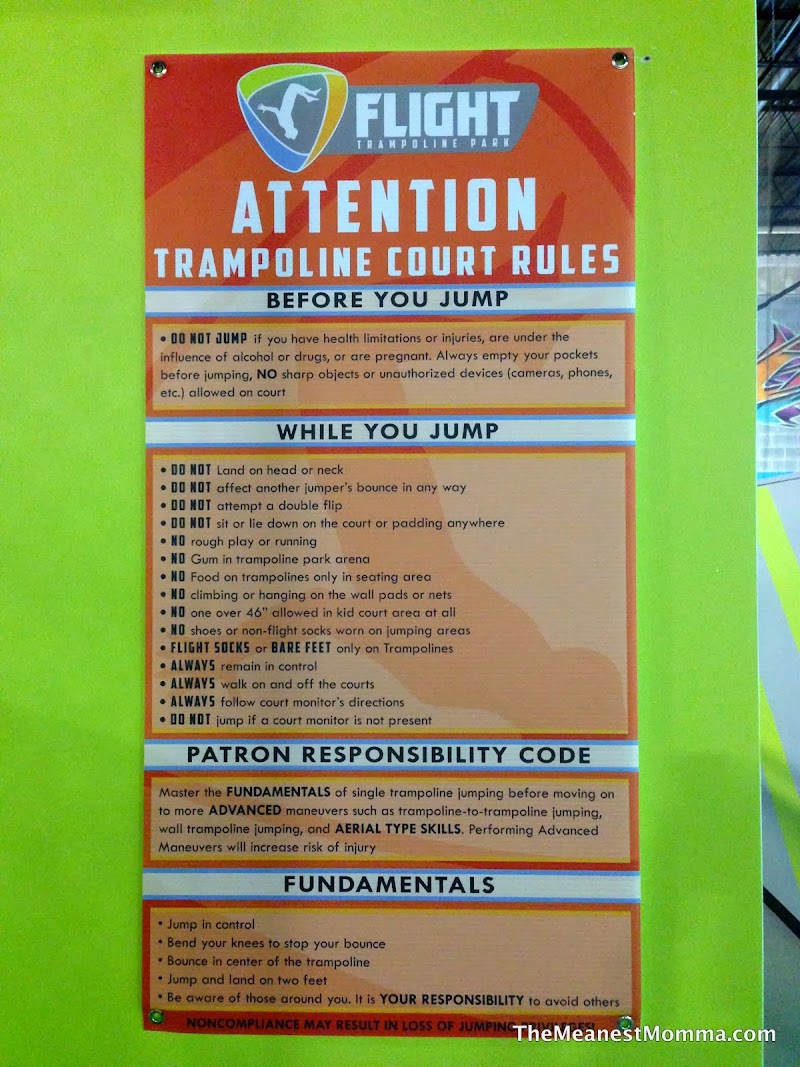 FLIGHT
TRAMPOLINE PARK
ATTENTION
TRAMPOLINE COURT RULES
BEFORE YOU JUMP
• DO NOT JUMP if you have health limitations or injuries, are under the
influence of alcohol or drugs, or are pregnant. Always empty your pockets
before jumping, NO sharp objects or unauthorized devices (cameras, phones,
etc.) allowed on court
WHILE YOU JUMP
• DO NOT Land on head or neck
• DO NOT affect another jumper's bounce in any way
• DO NOT attempt a double flip
• DO NOT sit or lie down on the court or padding anywhere
• NO rough play or running
• NO Gum in trampoline park arena
• NO Food on trampolines only in seating area
• NO climbing or hanging on the wall pads or nets
• NO one over 46" allowed in kid court area at all
• NO shoes or non-flight socks worn on jumping areas
• FLIGHT SOCKS or BARE FEET only on Trampolines
• ALWAYS remain in control
• ALWAYS walk on and off the courts
• ALWAYS follow court monitor's directions
• DO NOT jump if a court monitor is not present
PATRON RESPONSIBILITY CODE
Master the FUNDAMENTALS of single trampoline jumping before moving on
to more ADVANCED maneuvers such as trampoline-to-trampoline jumping,
wall trampoline jumping, and AERIAL TYPE SKILLS. Performing Advanced
Maneuvers will increase risk of injury
FUNDAMENTALS
• Jump in control
• Bend your knees to stop your bounce
• Bounce in center of the trampoline
• Jump and land on two feet
• Be aware of those around you. It is YOUR RESPONSIBILITY to avoid others
NONCOMPLIANCE MAY RESULT IN LOSS OF JUMPING
TheMeanestMomma.com